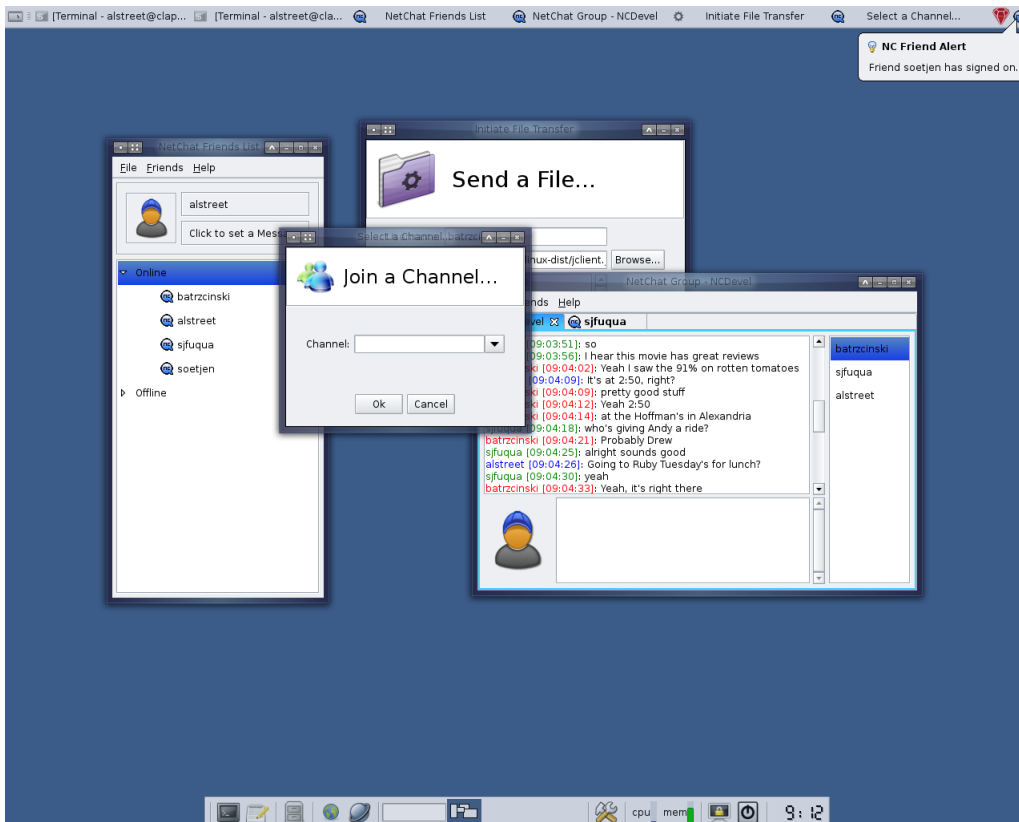 [Terminal - alstreet@clap... [Terminal - alstreet@cla... NetChat Friends List NetChat Group - NCDevel Initiate File Transfer Select a Channel...
NC Friend Alert
Friend soetjen has signed on.
Initiate File Transfer
Send a File...
NetChat Friends List
File Friends Help
alstreet
Click to set a Mes
Online
batrzcinski
alstreet
sjfuqua
soetjen
Offline
Select a Channel...
Join a Channel...
Channel:
Ok Cancel
nux-dist/jclient. Browse...
NetChat Group - NCDevel
nds Help
vel sjfuqua
[09:03:51]: so
09:03:56]: I hear this movie has great reviews
ski [09:04:02]: Yeah I saw the 91% on rotten tomatoes
[09:04:09]: It's at 2:50, right?
ski [09:04:09]: pretty good stuff
ski [09:04:12]: Yeah 2:50
ski [09:04:14]: at the Hoffman's in Alexandria
sjfuqua [09:04:18]: who's giving Andy a ride?
batrzcinski [09:04:21]: Probably Drew
sjfuqua [09:04:25]: alright sounds good
alstreet [09:04:26]: Going to Ruby Tuesday's for lunch?
sjfuqua [09:04:30]: yeah
batrzcinski [09:04:33]: Yeah, it's right there
batrzcinski
sjfuqua
alstreet
cpu mem 9:12